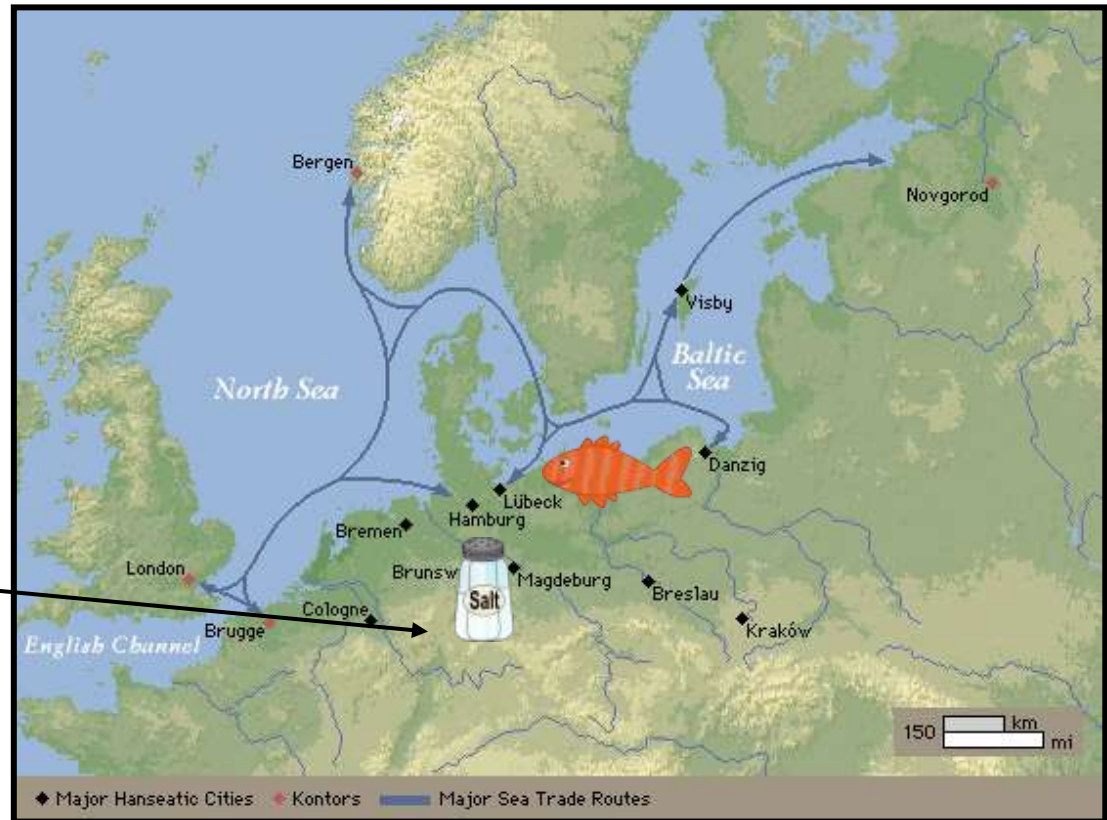 Bergen
Novgorod
Visby
Baltic
Sea
North Sea
Danzig
Lübeck
Hamburg
Bremen
London
Brunsw
Magdeburg
Salt
Breslau
Cologne
Brugge
Kraków
English Channel
150 km
mi
Major Hanseatic Cities Kontors Major Sea Trade Routes